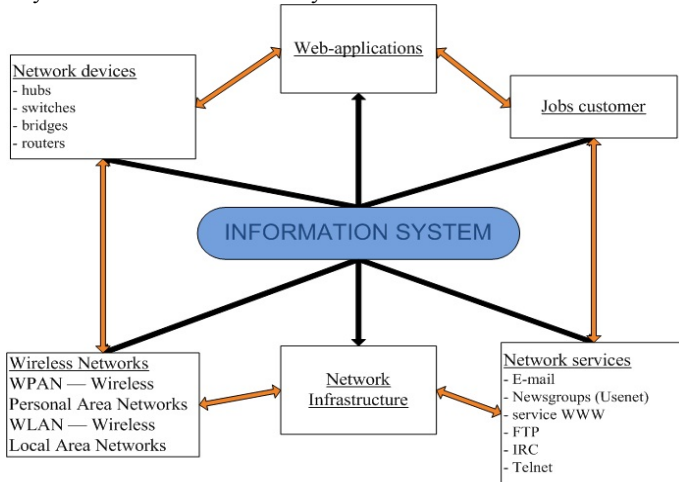 Web-applications
Network devices
- hubs
- switches
- bridges
- routers
Jobs customer
INFORMATION SYSTEM
Wireless Networks
WPAN — Wireless
Personal Area Networks
WLAN — Wireless
Local Area Networks
Network
Infrastructure
Network services
- E-mail
- Newsgroups (Usenet)
- service WWW
- FTP
- IRC
- Telnet